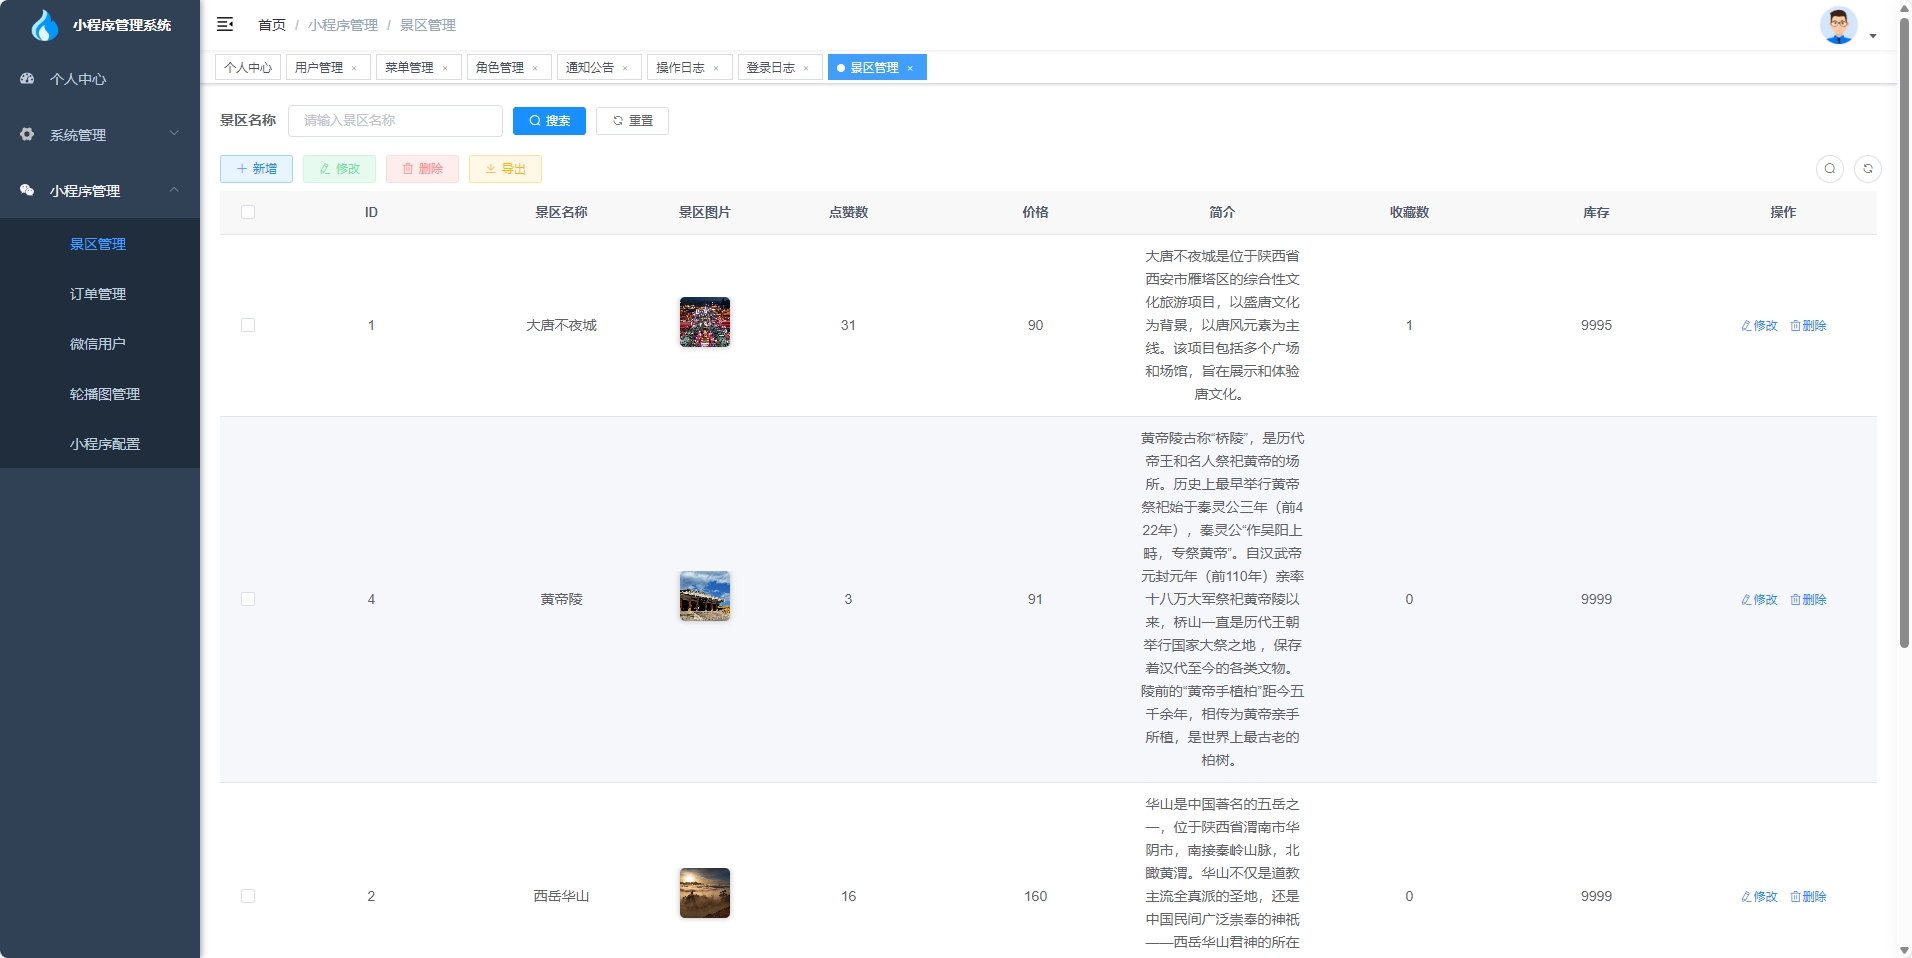 小程序管理系统
首页 / 小程序管理 / 景区管理
个人中心
系统管理
小程序管理
景区管理
订单管理
微信用户
轮播图管理
小程序配置
个人中心 用户管理 × 菜单管理 × 角色管理 × 通知公告 × 操作日志 × 登录日志 × 景区管理 ×
景区名称 请输入景区名称 搜索 重置
新增 修改 删除 导出
ID 景区名称 景区图片 点赞数 价格 简介 收藏数 库存 操作
大唐不夜城是位于陕西省
西安市雁塔区的综合性文
化旅游项目，以盛唐文化
1 大唐不夜城 31 90 为背景，以唐风元素为主 1 9995 修改 删除
线。该项目包括多个广场
和场馆，旨在展示和体验
唐文化。
黄帝陵古称“桥陵”，是历代
帝王和名人祭祀黄帝的场
所。历史上最早举行黄帝
祭祀始于秦灵公三年（前4
22年），秦灵公“作吴阳上
畤，专祭黄帝”。自汉武帝
元封元年（前110年）亲率
4 黄帝陵 3 91 十八万大军祭祀黄帝陵以 0 9999 修改 删除
来，桥山一直是历代王朝
举行国家大祭之地 ，保存
着汉代至今的各类文物。
陵前的“黄帝手植柏”距今五
千余年，相传为黄帝亲手
所植，是世界上最古老的
柏树。
华山是中国著名的五岳之
一，位于陕西省渭南市华
阴市，南接秦岭山脉，北
瞰黄渭。华山不仅是道教
2 西岳华山 16 160 主流全真派的圣地，还是 0 9999 修改 删除
中国民间广泛崇奉的神祇
——西岳华山君神的所在